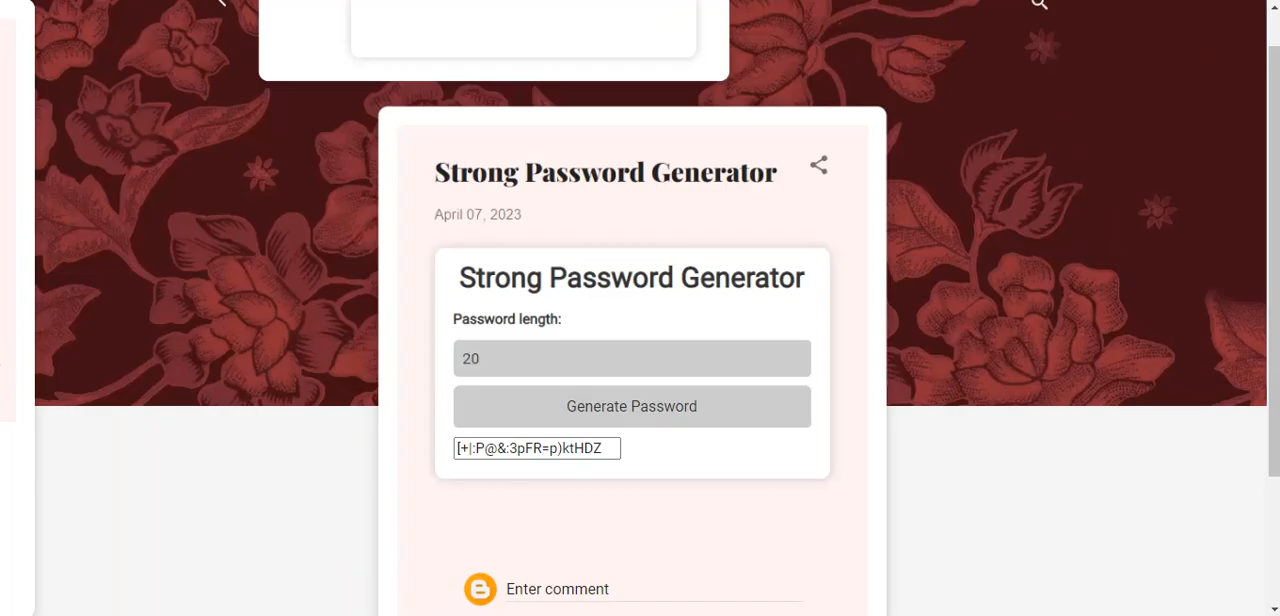 Strong Password Generator
April 07, 2023
Strong Password Generator
Password length:
20
Generate Password
[+|:P@&:3pFR=p)ktHDZ
Enter comment